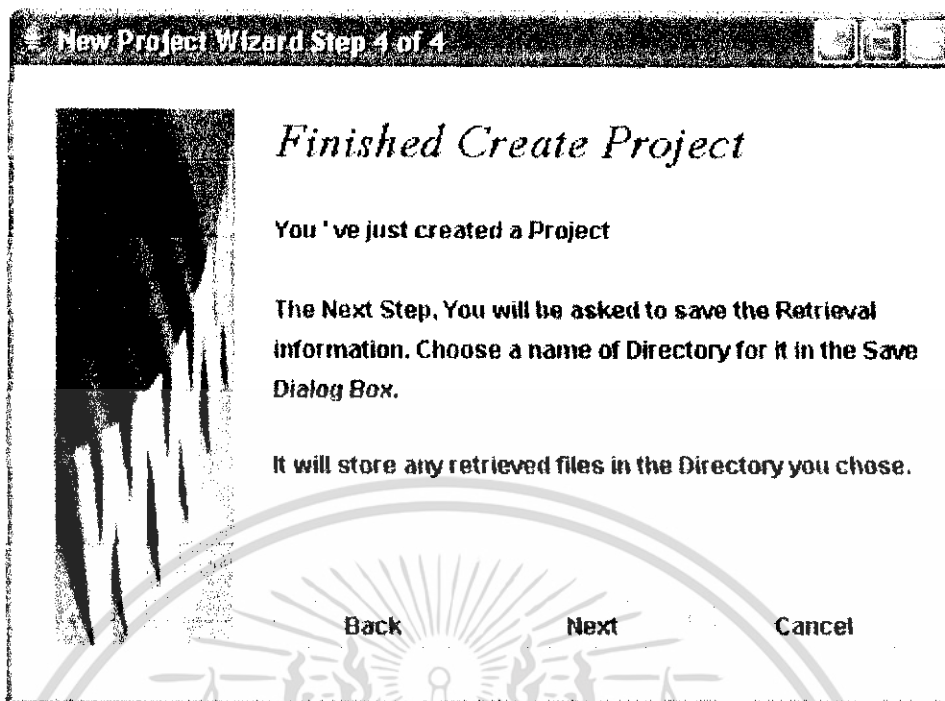 New Project Wizard Step 4 of 4
Finished Create Project
You 've just created a Project
The Next Step, You will be asked to save the Retrieval
information. Choose a name of Directory for it in the Save
Dialog Box.
It will store any retrieved files in the Directory you chose.
Back Next Cancel